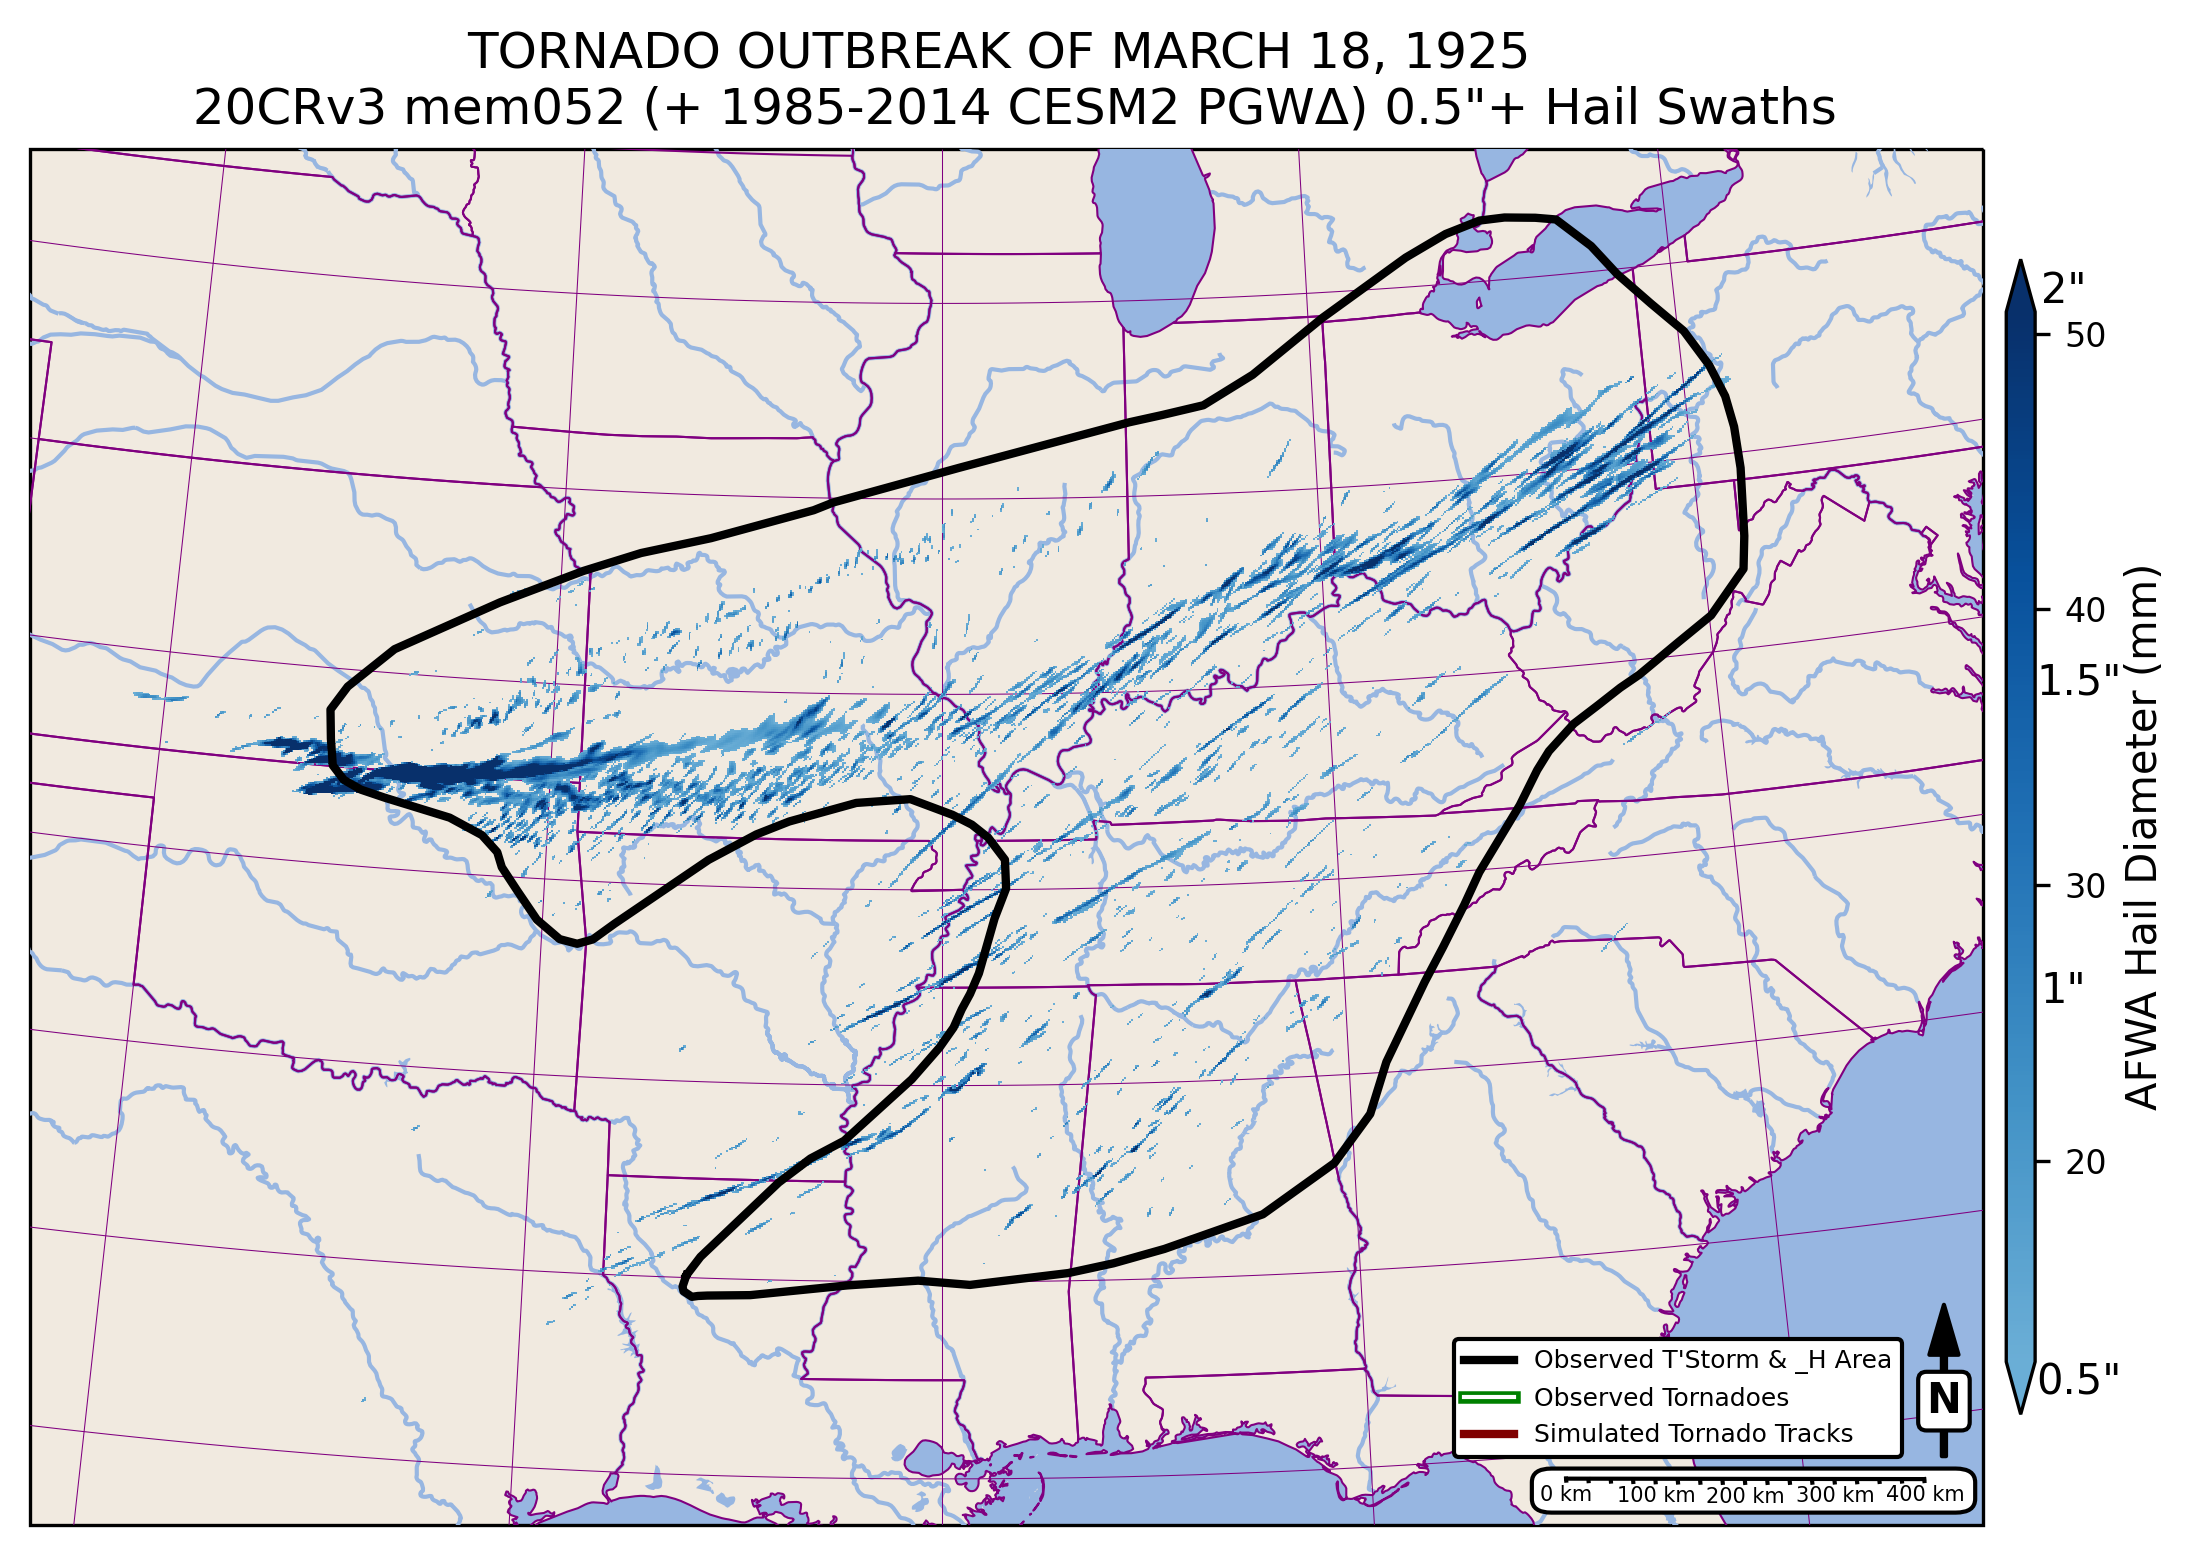 TORNADO OUTBREAK OF MARCH 18, 1925
20CRv3 mem052 (+ 1985-2014 CESM2 PGWΔ) 0.5"+ Hail Swaths
2"
50
40
1.5"
30
1"
20
0.5"
AFWA Hail Diameter (mm)
Observed T'Storm & _H Area
Observed Tornadoes
Simulated Tornado Tracks
N
0 km 100 km 200 km 300 km 400 km